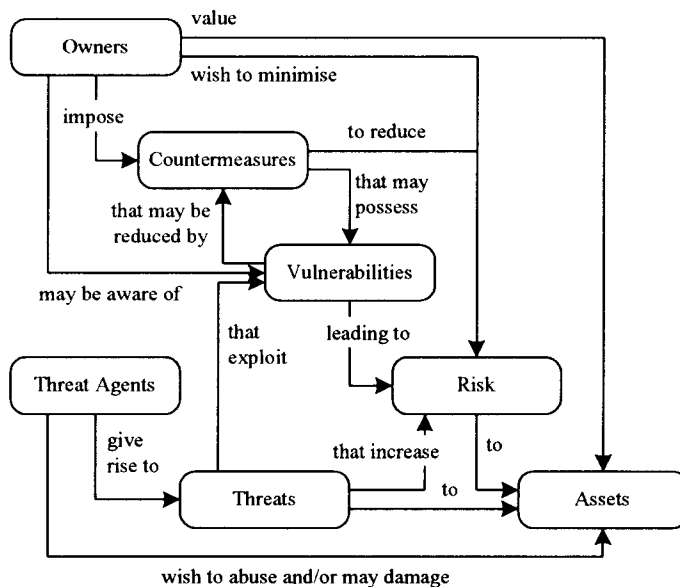 value
Owners
wish to minimise
impose
to reduce
Countermeasures
that may
possess
that may be
reduced by
Vulnerabilities
may be aware of
that
exploit
leading to
Threat Agents
Risk
give
rise to
that increase
to
to
Threats
Assets
wish to abuse and/or may damage